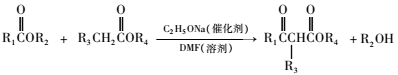 O O O O
R₁COR₂ + R₃CH₂COR₄ C₂H₅ONa(催化剂) DMF(溶剂) R₁CCHCOR₄ + R₂OH
R₃